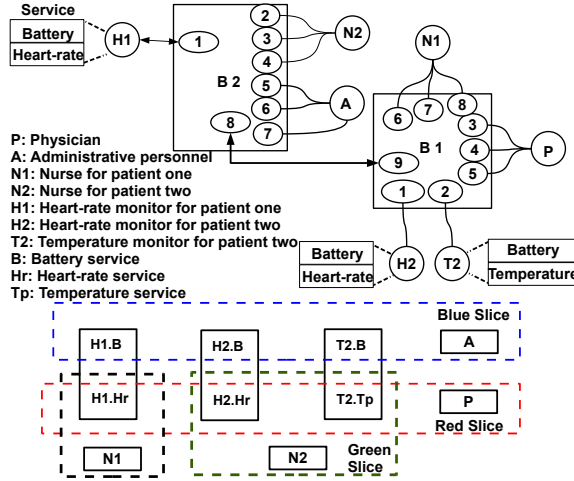 Service
Battery
Heart-rate
H1
1
2
3
4
5
6
7
8
B 2
N2
A
N1
6
7
8
3
4
5
B 1
9
1
2
P
P: Physician
A: Administrative personnel
N1: Nurse for patient one
N2: Nurse for patient two
H1: Heart-rate monitor for patient one
H2: Heart-rate monitor for patient two
T2: Temperature monitor for patient two
B: Battery service
Hr: Heart-rate service
Tp: Temperature service
Battery
Heart-rate
H2
T2
Battery
Temperature
Blue Slice
H1.B
H2.B
T2.B
A
H1.Hr
H2.Hr
T2.Tp
P
Red Slice
N1
N2
Green
Slice